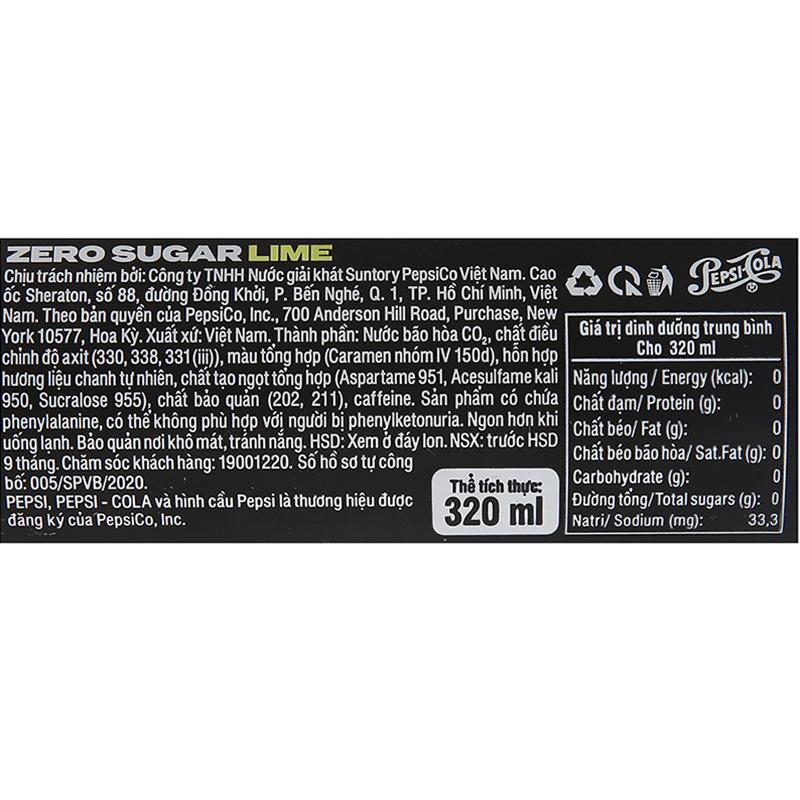 ZERO SUGAR LIME
Chịu trách nhiệm bởi: Công ty TNHH Nước giải khát Suntory PepsiCo Việt Nam. Cao
ốc Sheraton, số 88, đường Đồng Khởi, P. Bến Nghé, Q. 1, TP. Hồ Chí Minh, Việt
Nam. Theo bản quyền của PepsiCo, Inc., 700 Anderson Hill Road, Purchase, New
York 10577, Hoa Kỳ. Xuất xứ: Việt Nam. Thành phần: Nước bão hòa CO₂, chất điều
chỉnh độ axit (330, 338, 331(iii)), màu tổng hợp (Caramen nhóm IV 150d), hỗn hợp
hương liệu chanh tự nhiên, chất tạo ngọt tổng hợp (Aspartame 951, Acesulfame kali
950, Sucralose 955), chất bảo quản (202, 211), caffeine. Sản phẩm có chứa
phenylalanine, có thể không phù hợp với người bị phenylketonuria. Ngon hơn khi
uống lạnh. Bảo quản nơi khô mát, tránh nắng. HSD: Xem ở đáy lon. NSX: trước HSD
9 tháng. Chăm sóc khách hàng: 19001220. Số hồ sơ tự công
bố: 005/SPVB/2020.
PEPSI, PEPSI - COLA và hình cầu Pepsi là thương hiệu được
đăng ký của PepsiCo, Inc.
Thể tích thực:
320 ml
PEPSI-COLA
Giá trị dinh dưỡng trung bình
Cho 320 ml
Năng lượng / Energy (kcal): 0
Chất đạm/ Protein (g): 0
Chất béo/ Fat (g): 0
Chất béo bão hòa/ Sat.Fat (g): 0
Carbohydrate (g): 0
Đường tổng/Total sugars (g): 0
Natri/ Sodium (mg): 33,3